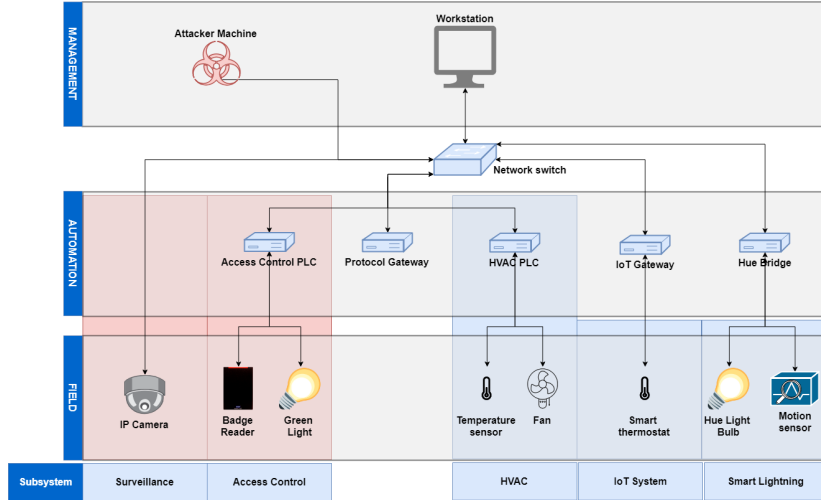 MANAGEMENT
Attacker Machine
Workstation
Network switch
AUTOMATION
Access Control PLC
Protocol Gateway
HVAC PLC
IoT Gateway
Hue Bridge
FIELD
IP Camera
Badge
Reader
Green
Light
Temperature
sensor
Fan
Smart
thermostat
Hue Light
Bulb
Motion
sensor
Subsystem
Surveillance
Access Control
HVAC
IoT System
Smart Lightning